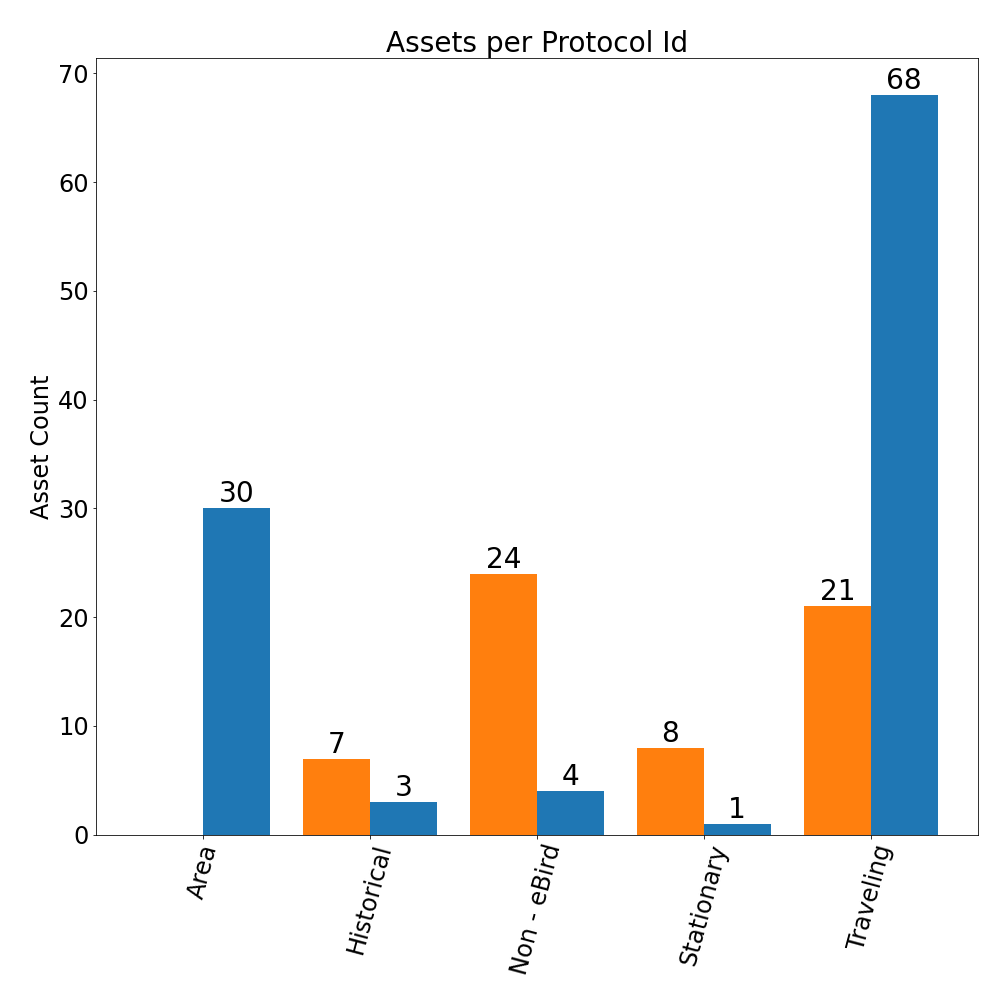 Assets per Protocol Id
Asset Count
70
60
50
40
30
20
10
0
30
7
3
24
4
8
1
21
68
Area
Historical
Non - eBird
Stationary
Traveling